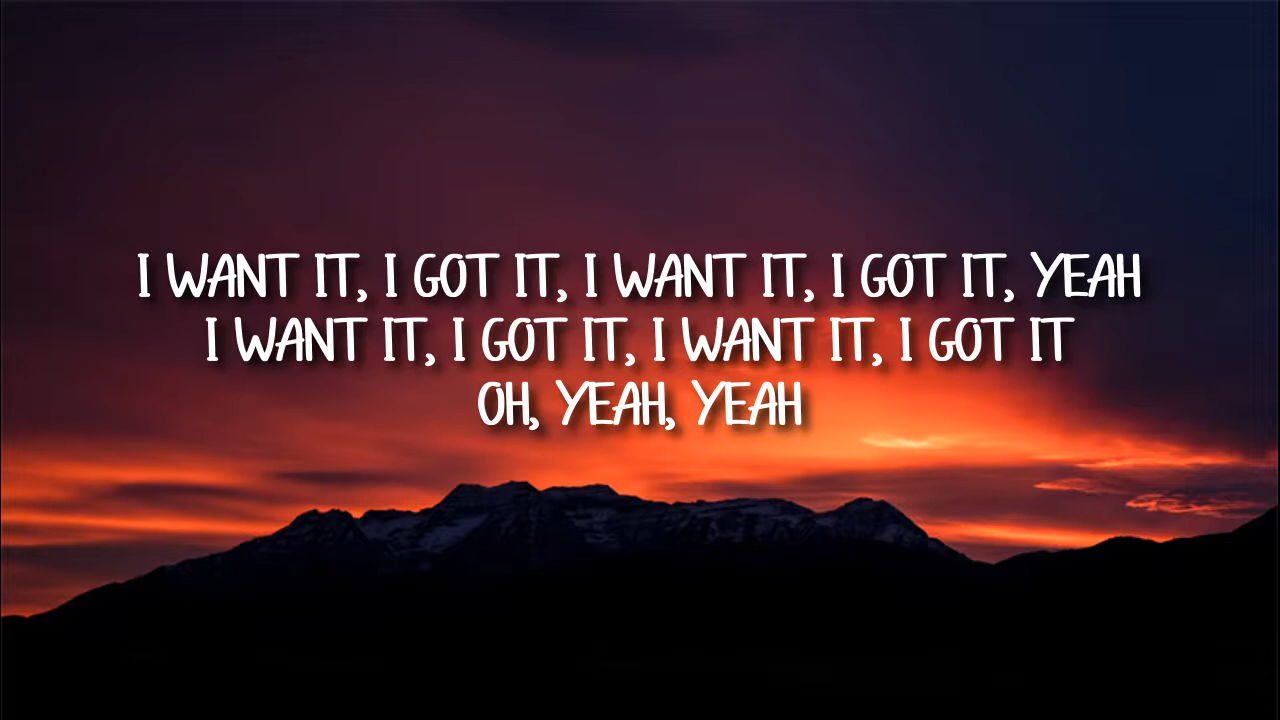 I WANT IT, I GOT IT, I WANT IT, I GOT IT, YEAH
I WANT IT, I GOT IT, I WANT IT, I GOT IT
OH, YEAH, YEAH